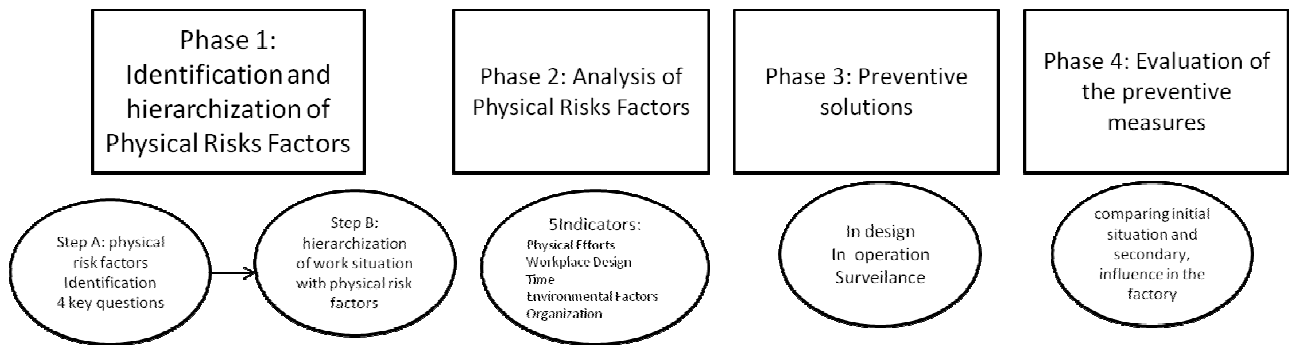 Phase 1:
Identification and
hierarchization of
Physical Risks Factors
Phase 2: Analysis of
Physical Risks Factors
Phase 3: Preventive
solutions
Phase 4: Evaluation of
the preventive
measures
Step A: physical
risk factors
Identification
4 key questions
Step B:
hierarchization
of work situation
with physical risk
factors
5Indicators:
Physical Efforts
Workplace Design
Time
Environmental Factors
Organization
In design
In operation
Surveilance
comparing initial
situation and
secondary,
influence in the
factory